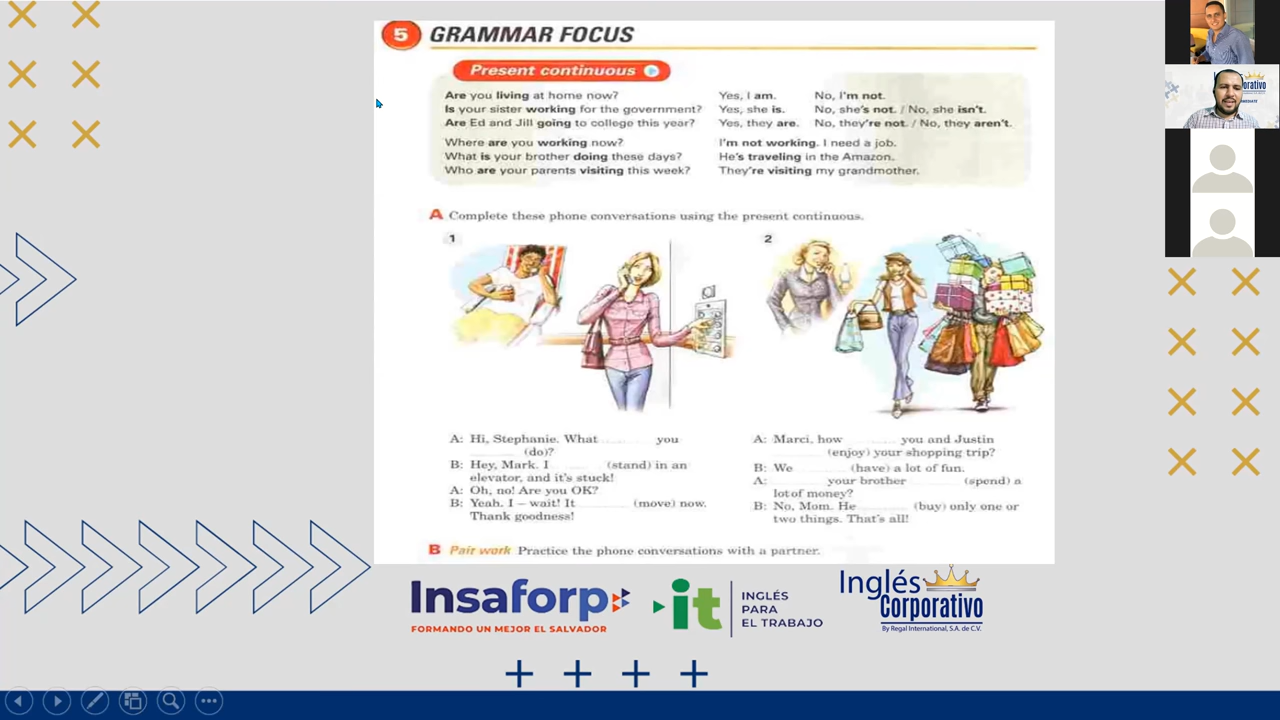 5 GRAMMAR FOCUS
Present continuous
Are you living at home now? Yes, I am. No, I'm not.
Is your sister working for the government? Yes, she is. No, she's not. / No, she isn't.
Are Ed and Jill going to college this year? Yes, they are. No, they're not. / No, they aren't.
Where are you working now? I'm not working. I need a job.
What is your brother doing these days? He's traveling in the Amazon.
Who are your parents visiting this week? They're visiting my grandmother.
A Complete these phone conversations using the present continuous.
1
A: Hi, Stephanie. What ........ you
........ (do)?
B: Hey, Mark. I ........ (stand) in an
elevator, and it's stuck!
A: Oh, no! Are you OK?
B: Yeah. I – wait! It ........ (move) now.
Thank goodness!
2
A: Marci, how ........ you and Justin
........ (enjoy) your shopping trip?
B: We ........ (have) a lot of fun.
A: ........ your brother ........ (spend) a
lot of money?
B: No, Mom. He ........ (buy) only one or
two things. That's all!
B Pair work Practice the phone conversations with a partner.
Insaforp
FORMANDO UN MEJOR EL SALVADOR
it
INGLÉS
PARA
EL TRABAJO
Inglés
Corporativo
By Regal International, S.A. de C.V.